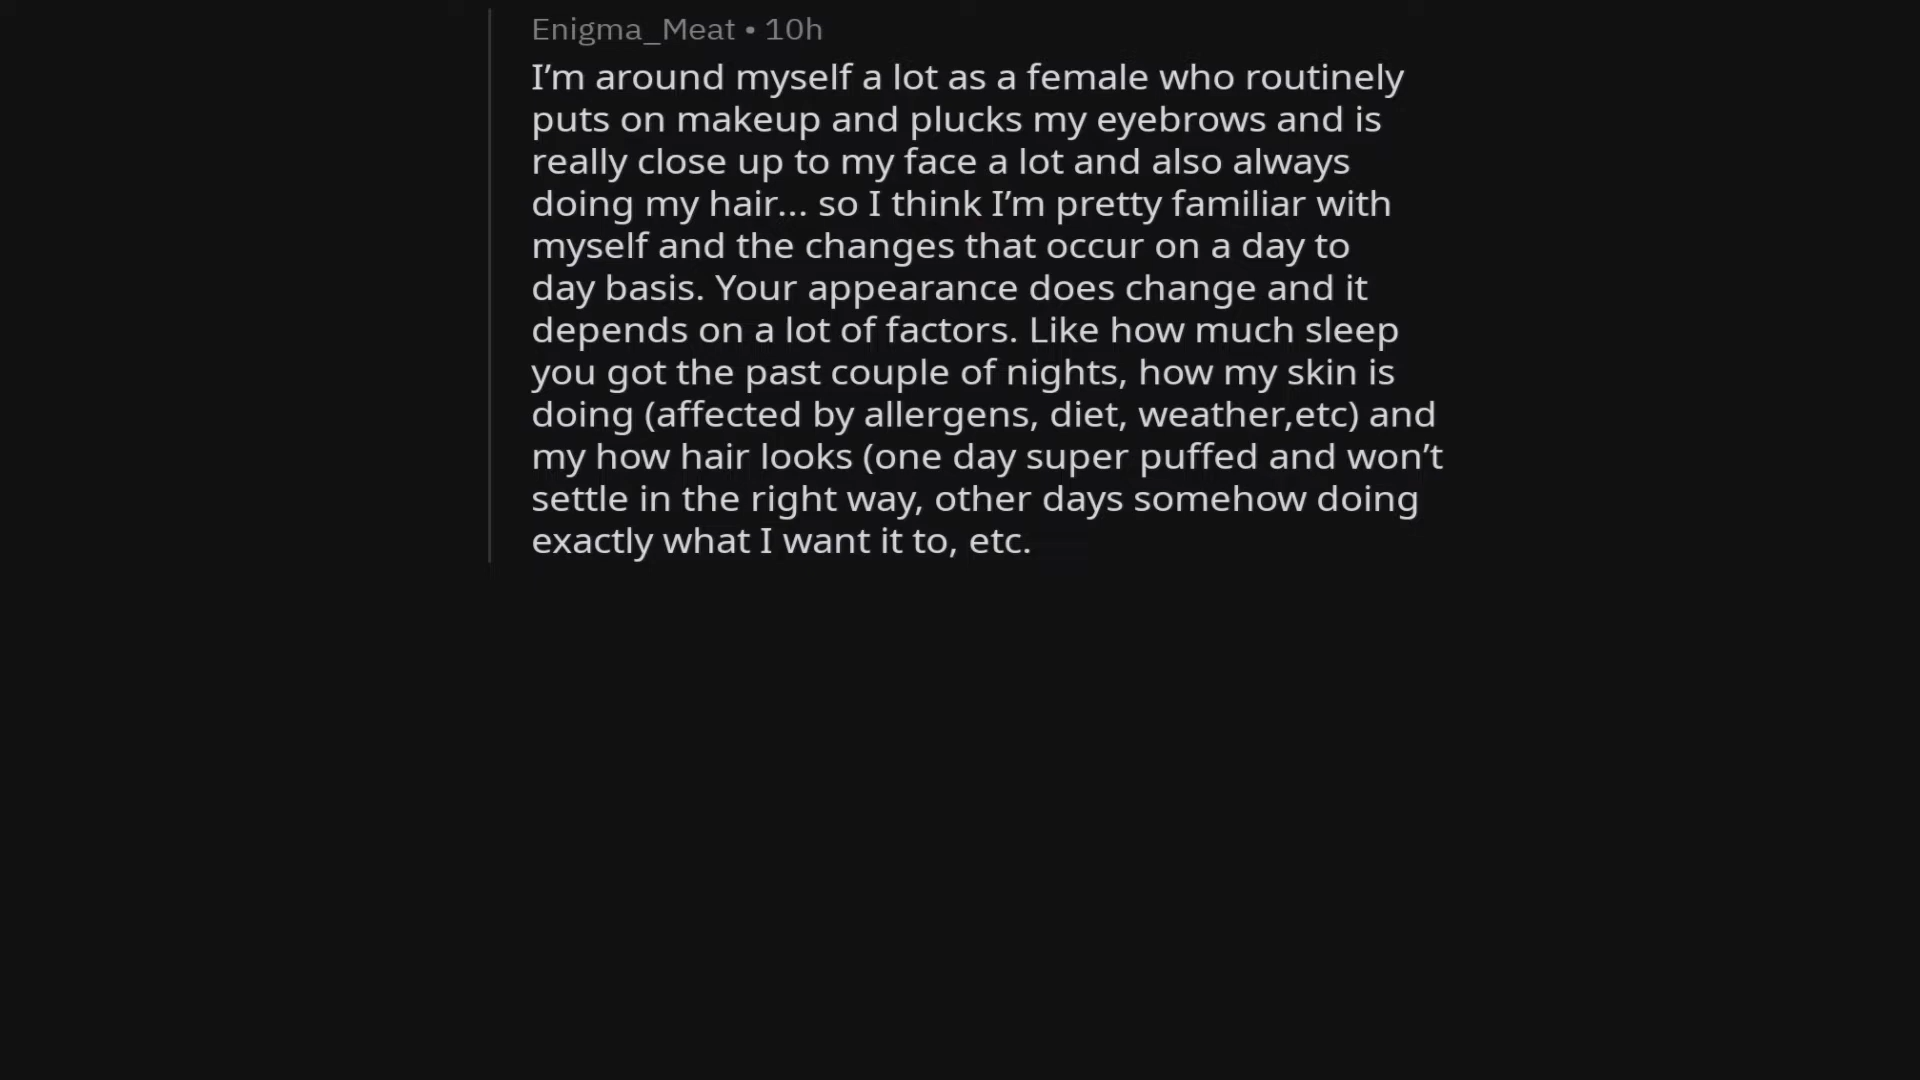 Enigma_Meat • 10h
I’m around myself a lot as a female who routinely
puts on makeup and plucks my eyebrows and is
really close up to my face a lot and also always
doing my hair... so I think I’m pretty familiar with
myself and the changes that occur on a day to
day basis. Your appearance does change and it
depends on a lot of factors. Like how much sleep
you got the past couple of nights, how my skin is
doing (affected by allergens, diet, weather,etc) and
my how hair looks (one day super puffed and won’t
settle in the right way, other days somehow doing
exactly what I want it to, etc.